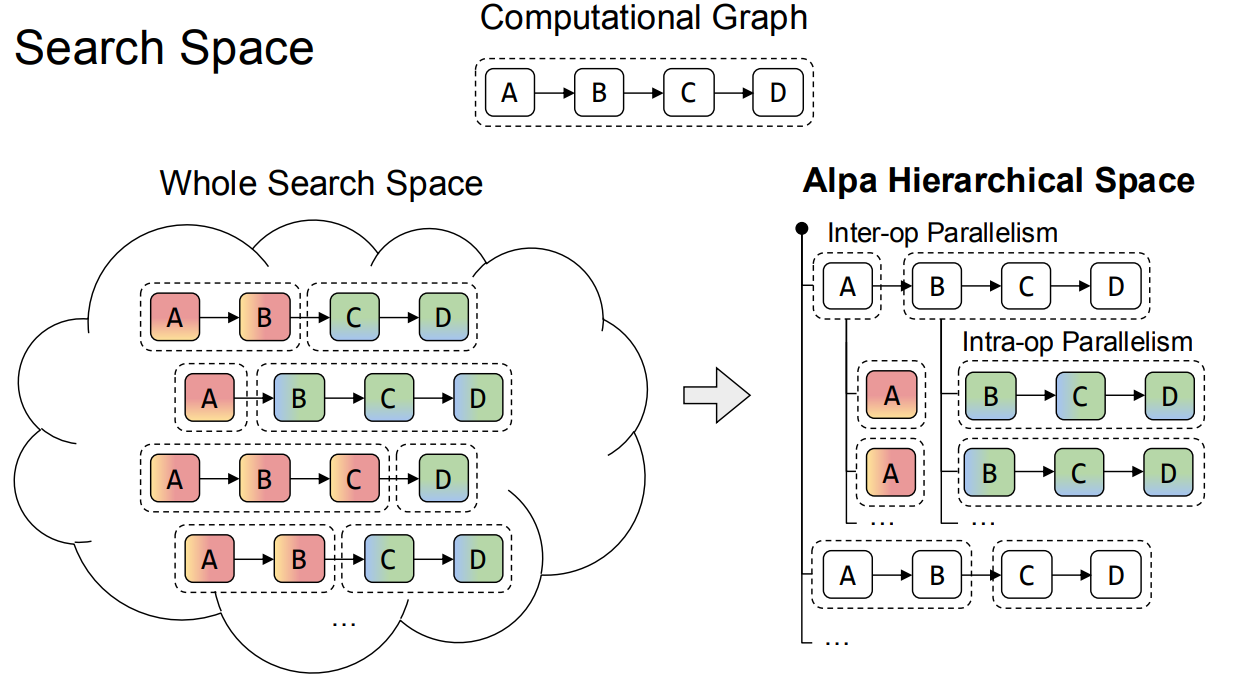 Search Space
Computational Graph
A B C D
Whole Search Space
A B C D
A B C D
A B C D
A B C D
...
Alpa Hierarchical Space
Inter-op Parallelism
A B C D
Intra-op Parallelism
A B C D
A B C D
... ...
A B C D
...